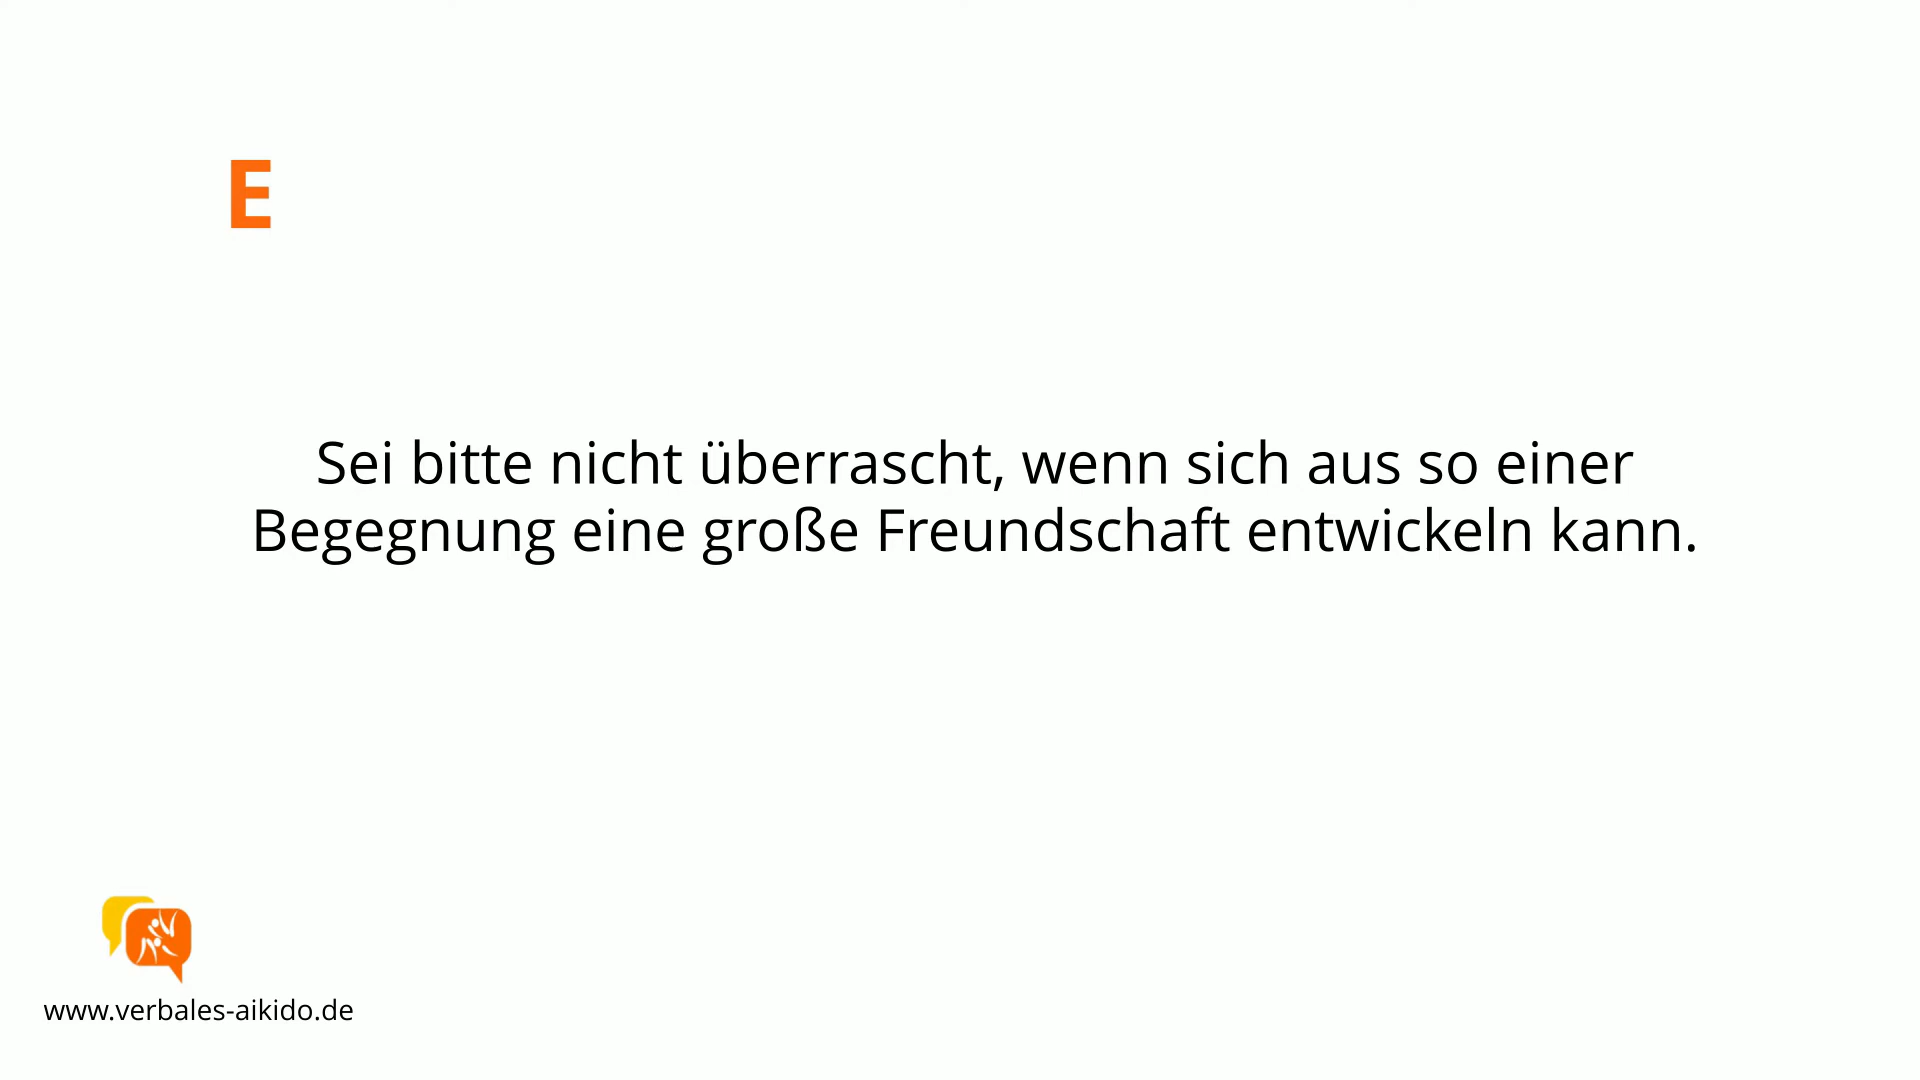 E
Sei bitte nicht überrascht, wenn sich aus so einer
Begegnung eine große Freundschaft entwickeln kann.
www.verbales-aikido.de